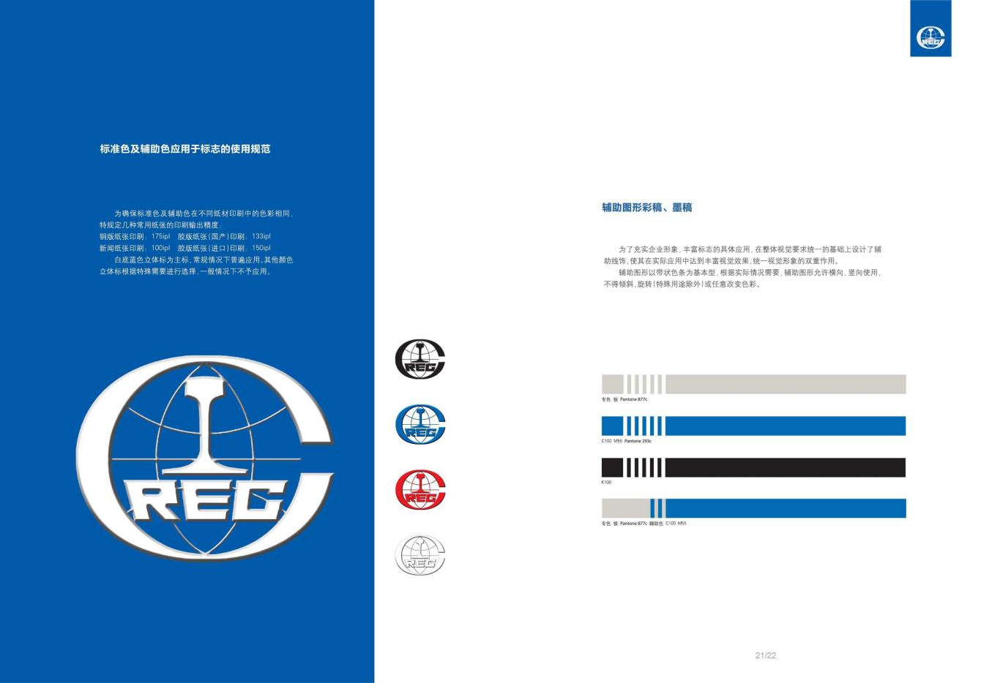 标准色及辅助色应用于标志的使用规范
为确保标准色及辅助色在不同纸材印刷中的色彩相同,
特规定几种常用纸张的印刷输出精度:
铜版纸张印刷: 175ipl 胶版纸张(国产)印刷: 133ipl
新闻纸张印刷: 100ipl 胶版纸张(进口)印刷: 150ipl
白底蓝色立体标为主标,常规情况下普遍应用。其他颜色
立体标根据特殊需要进行选择,一般情况下不予应用。
REC
REC
REC
REC
REC
REC
辅助图形彩稿、墨稿
为了充实企业形象,丰富标志的具体应用,在整体视觉要求统一的基础上设计了辅
助线饰,使其在实际应用中达到丰富视觉效果,统一视觉形象的双重作用。
辅助图形以带状色条为基本型,根据实际情况需要,辅助图形允许横向、竖向使用,
不得倾斜、旋转(特殊用途除外)或任意改变色彩。
专色 银 Pantone 877c
C100 M55 Pantone 293c
K100
专色 银 Pantone 877c 辅助色 C100 M55
21/22